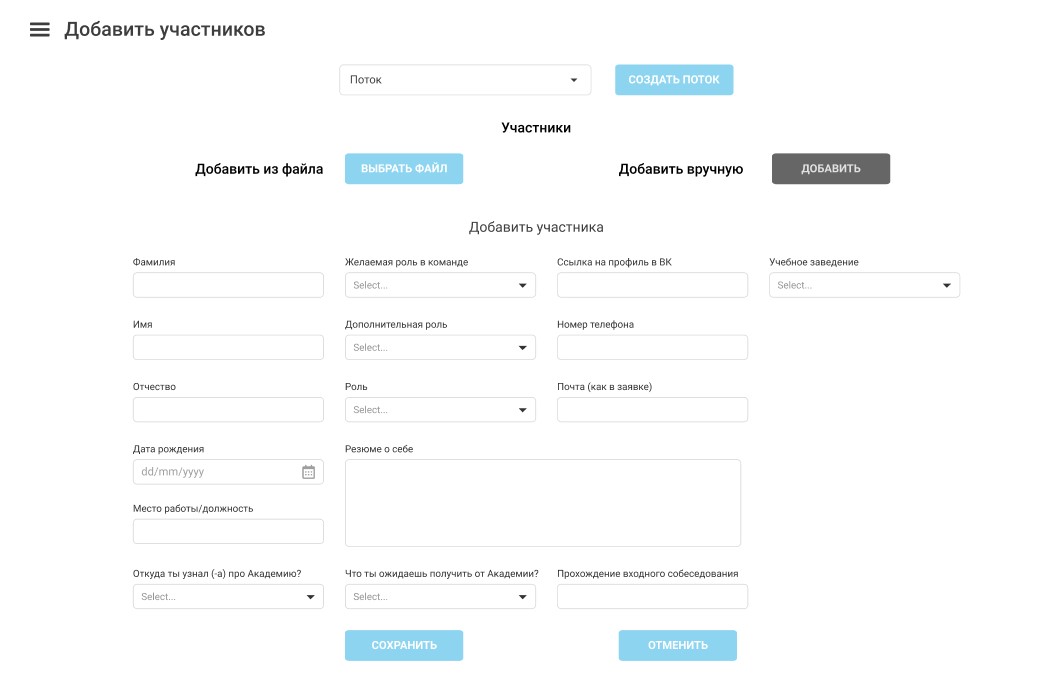 Добавить участников
Поток
СОЗДАТЬ ПОТОК
Участники
Добавить из файла ВЫБРАТЬ ФАЙЛ Добавить вручную ДОБАВИТЬ
Добавить участника
Фамилия Желаемая роль в команде Ссылка на профиль в ВК Учебное заведение
Select... Select...
Имя Дополнительная роль Номер телефона
Select...
Отчество Роль Почта (как в заявке)
Select...
Дата рождения Резюме о себе
dd/mm/yyyy
Место работы/должность
Откуда ты узнал (-а) про Академию? Что ты ожидаешь получить от Академии? Прохождение входного собеседования
Select... Select...
СОХРАНИТЬ ОТМЕНИТЬ